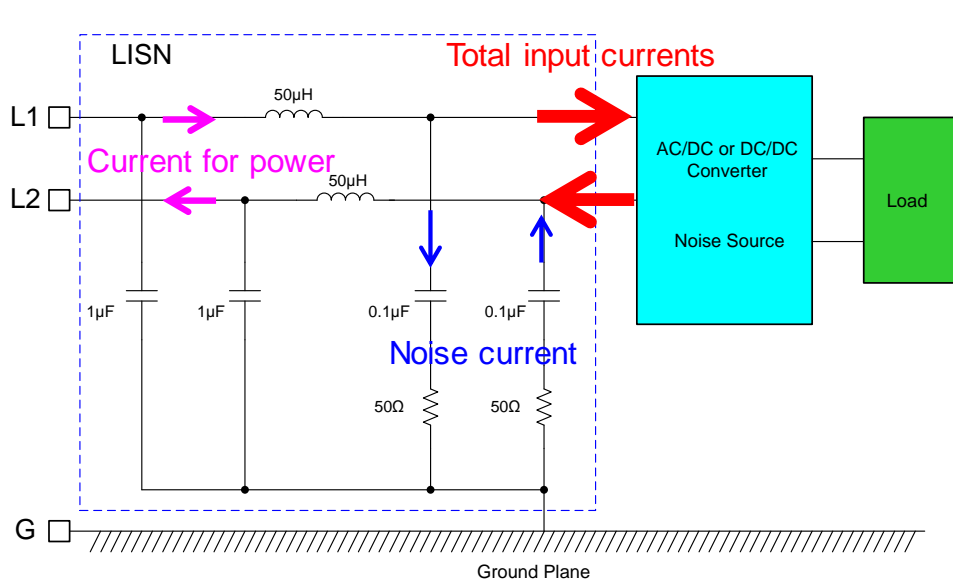 LISN
Total input currents
50µH
L1
Current for power
AC/DC or DC/DC
Converter
50µH
L2
Load
Noise Source
1µF
1µF
0.1µF
0.1µF
Noise current
50Ω
50Ω
G
Ground Plane